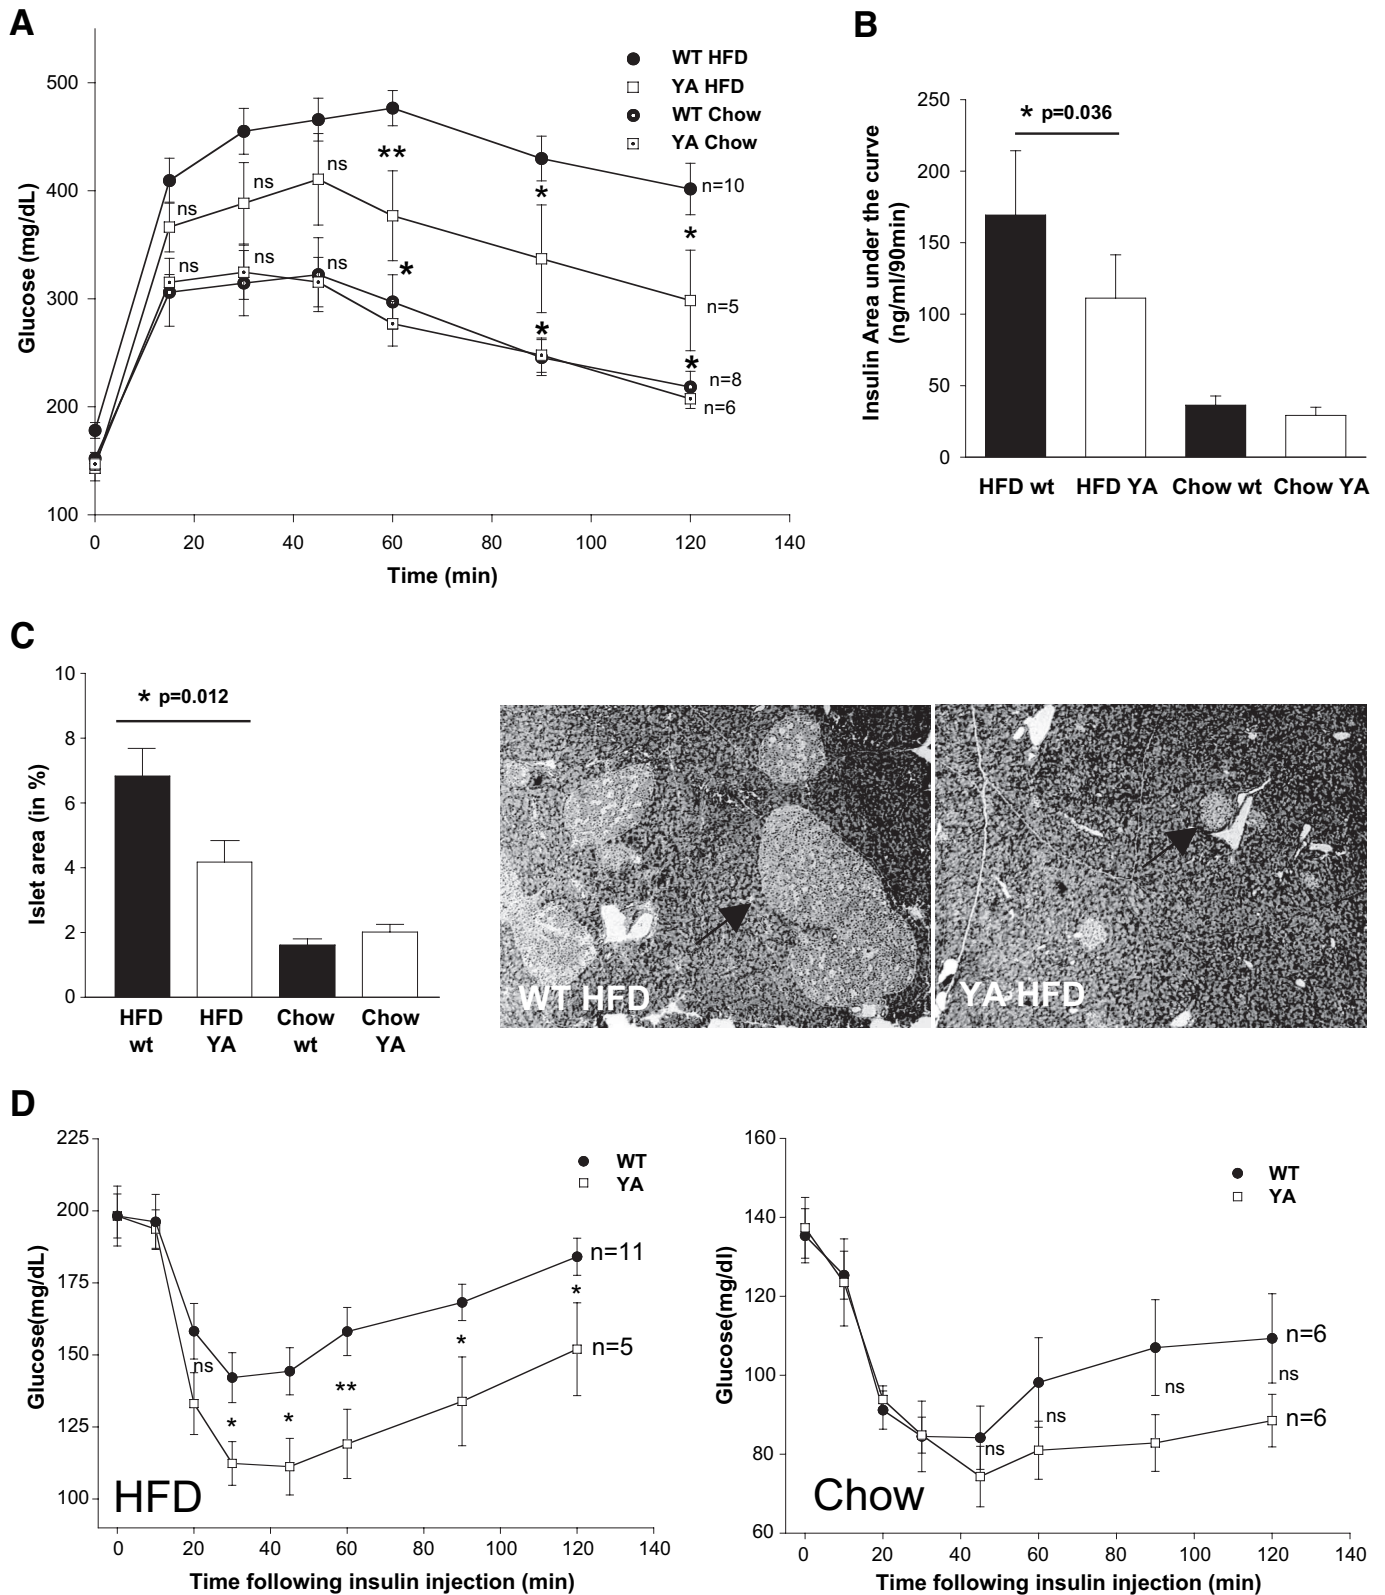 A
WT HFD
YA HFD
WT Chow
YA Chow
500
400
300
200
100
Glucose (mg/dL)
ns
ns
ns
**
*
*
n=10
n=5
ns
ns
ns
*
*
*
n=8
n=6
0
20
40
60
80
100
120
140
Time (min)
B
* p=0.036
250
200
150
100
50
0
Insulin Area under the curve
(ng/ml/90min)
HFD wt
HFD YA
Chow wt
Chow YA
C
* p=0.012
10
8
6
4
2
0
Islet area (in %)
HFD
wt
HFD
YA
Chow
wt
Chow
YA
WT HFD
YA-HFD
D
225
200
175
150
125
100
Glucose(mg/dL)
WT
YA
n=11
n=5
ns
*
*
**
*
*
HFD
0
20
40
60
80
100
120
140
Time following insulin injection (min)
160
140
120
100
80
60
Glucose(mg/dl)
WT
YA
n=6
n=6
ns
ns
ns
ns
Chow
0
20
40
60
80
100
120
140
Time following insulin injection (min)